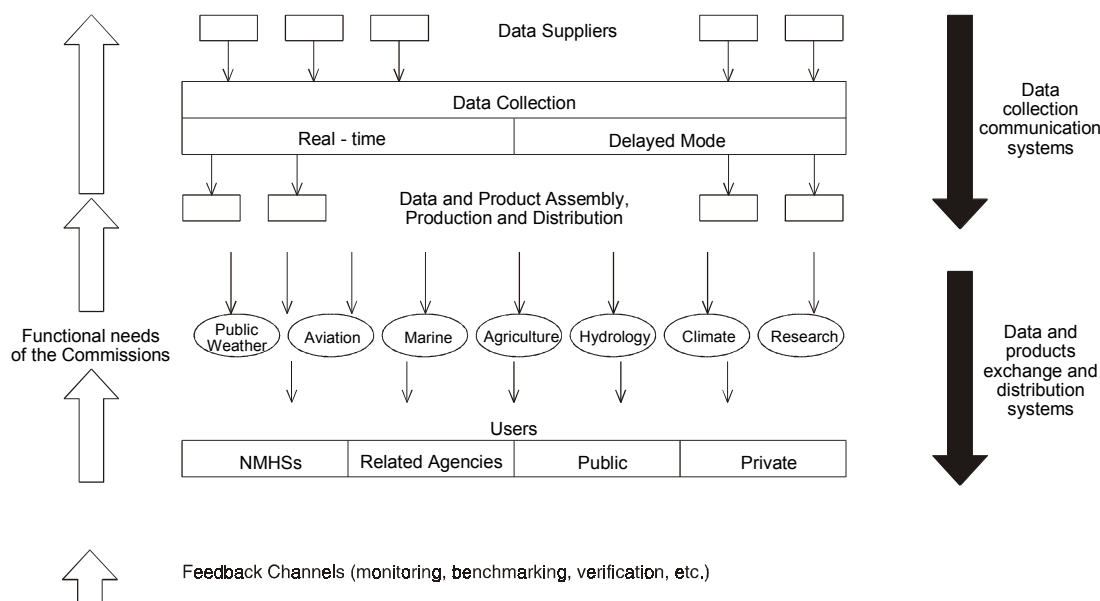 Data Suppliers
Data Collection
Real - time
Delayed Mode
Data
collection
communication
systems
Data and Product Assembly,
Production and Distribution
Functional needs
of the Commissions
Public
Weather
Aviation
Marine
Agriculture
Hydrology
Climate
Research
Data and
products
exchange and
distribution
systems
Users
NMHSs
Related Agencies
Public
Private
Feedback Channels (monitoring, benchmarking, verification, etc.)